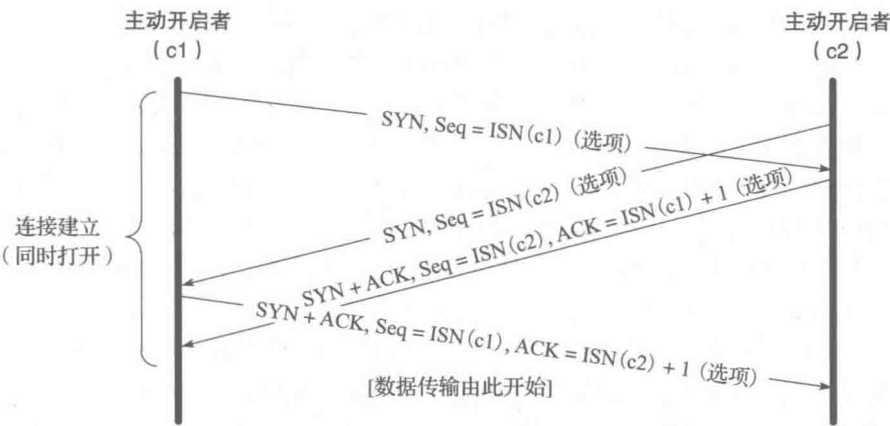 主动开启者
（c1）
主动开启者
（c2）
SYN, Seq = ISN(c1) (选项)
SYN, Seq = ISN(c2) (选项)
SYN + ACK, Seq = ISN(c2), ACK = ISN(c1) + 1 (选项)
连接建立
（同时打开）
SYN + ACK, Seq = ISN(c1), ACK = ISN(c2) + 1 (选项)
[数据传输由此开始]